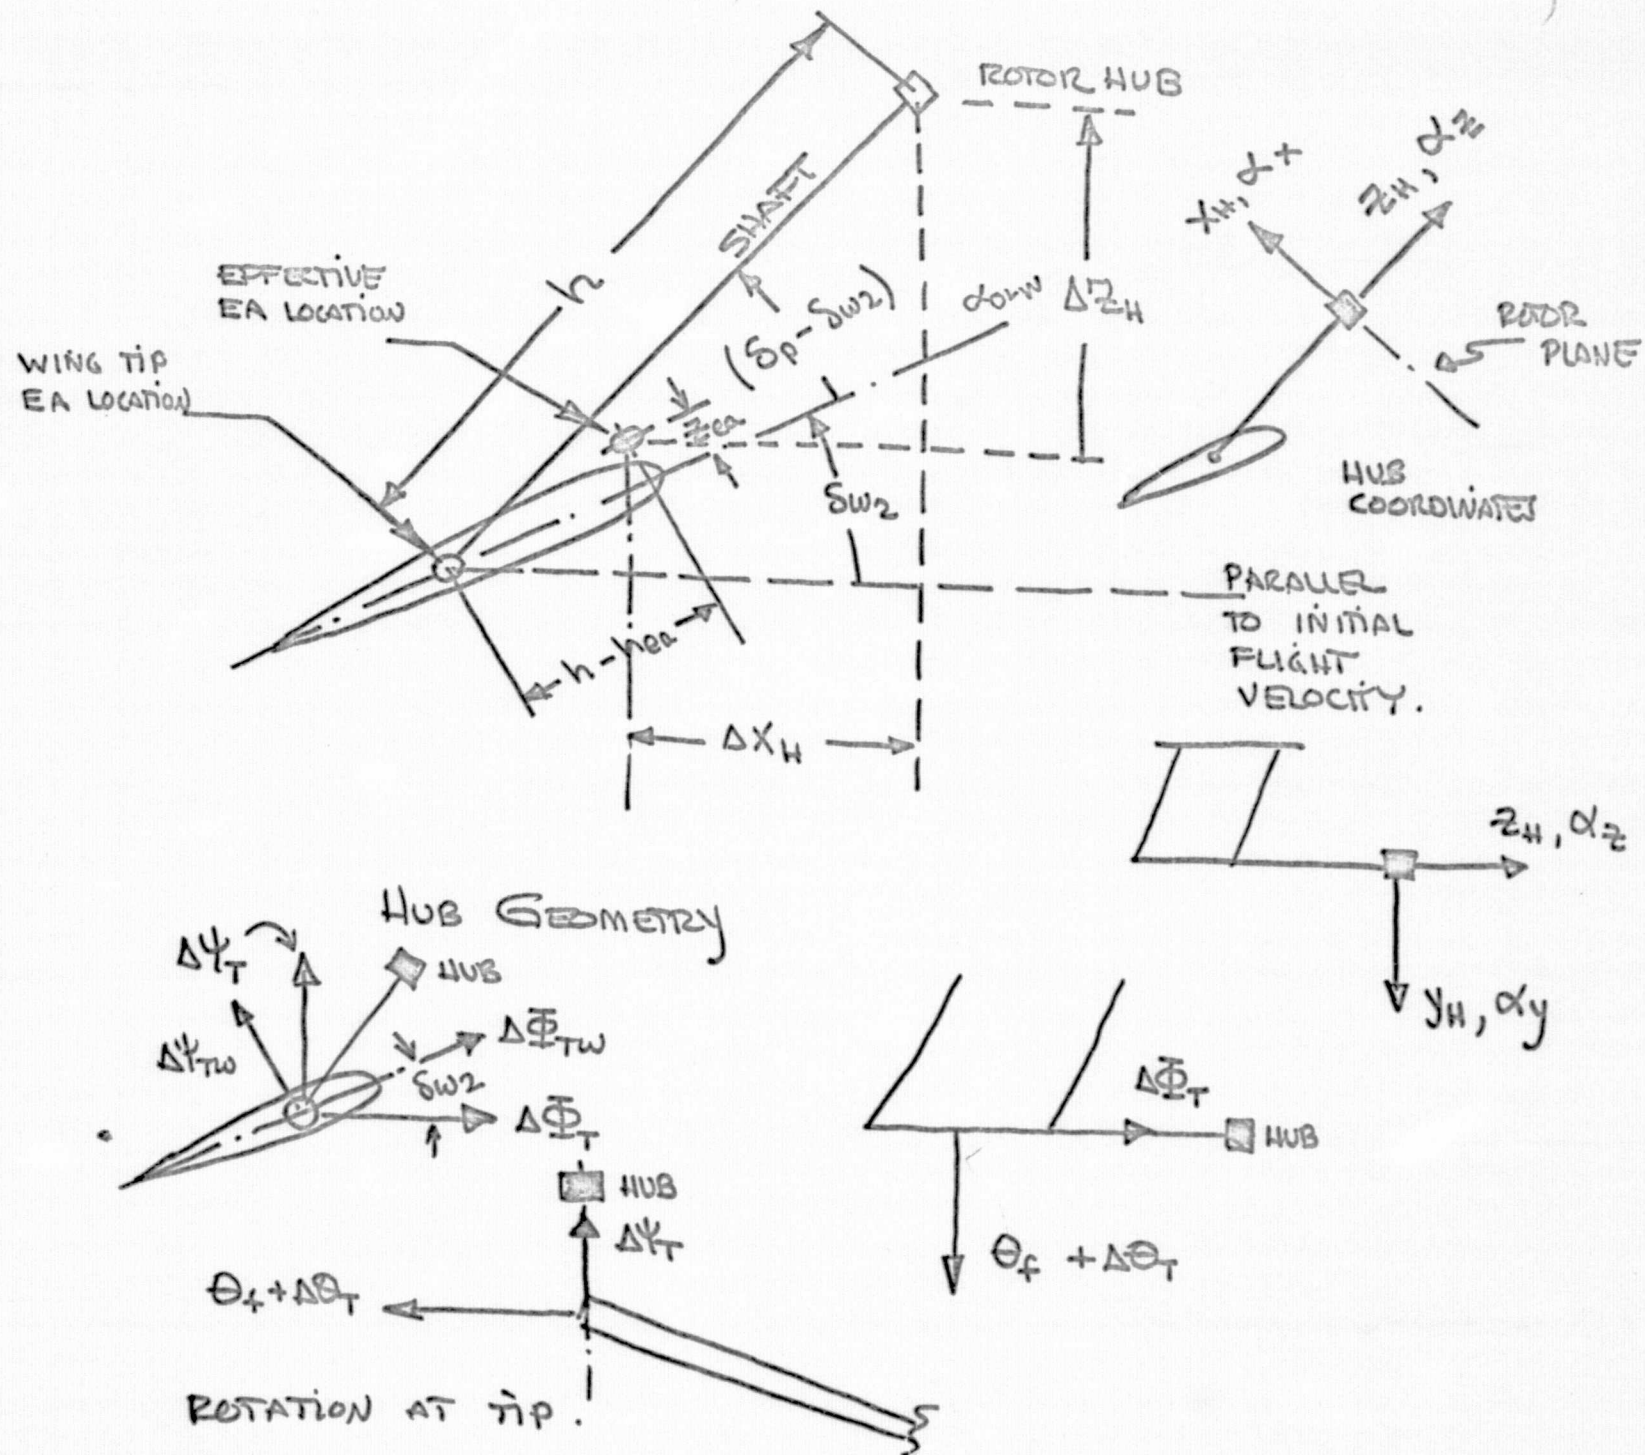 ROTOR HUB
SHAFT
h
EFFECTIVE
EA LOCATION
WING TIP
EA LOCATION
(δP - δW2)
ΔZH
zea
δW2
h - hea
ΔXH
PARALLEL
TO INITIAL
FLIGHT
VELOCITY.
xH, αx
zH, αz
ROTOR
PLANE
HUB
COORDINATES
zH, αz
yH, αy
HUB GEOMETRY
ΔΨT
HUB
ΔΨTW
ΔΦTW
δW2
ΔΦT
HUB
ΔΨT
θf + ΔθT
ROTATION AT TIP.
ΔΦT
HUB
θf + ΔθT